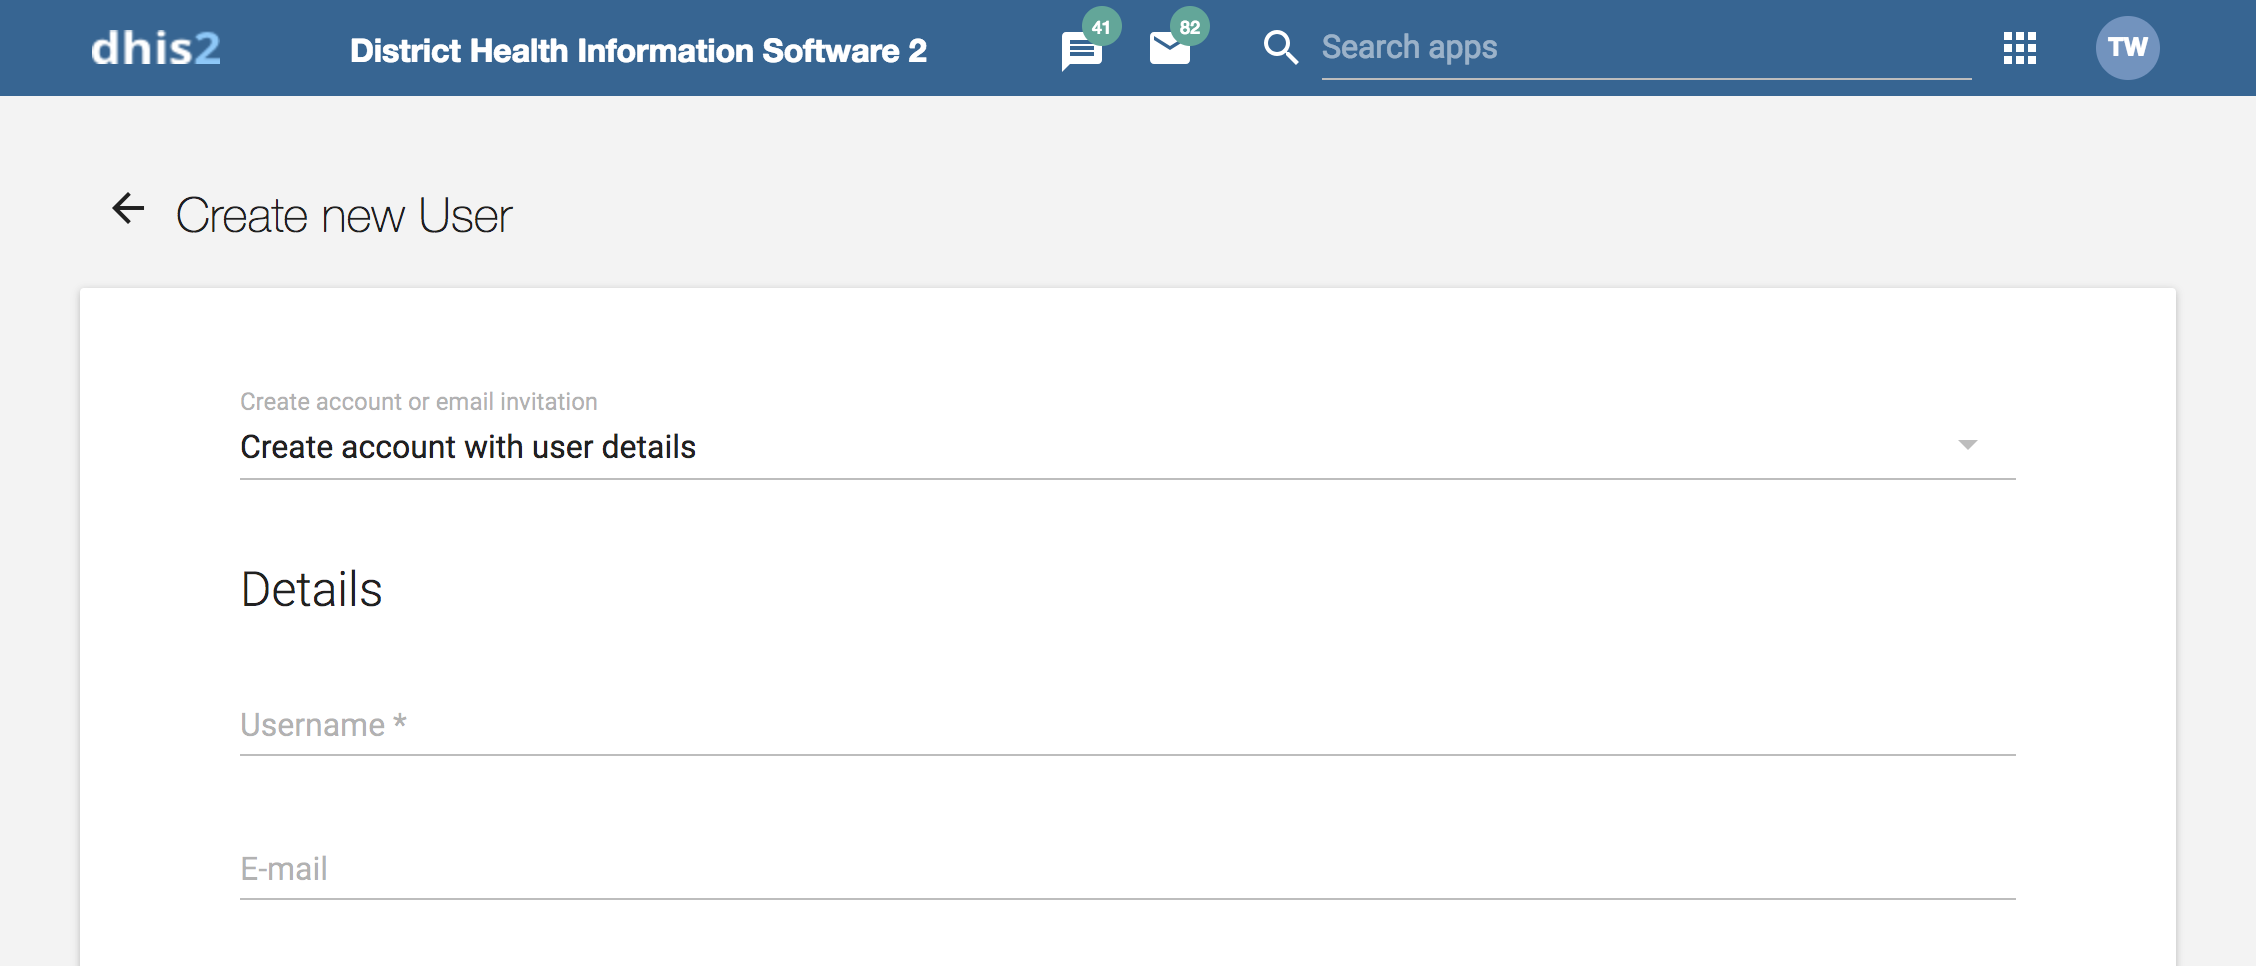 dhis2
District Health Information Software 2
41
82
Search apps
TW
Create new User
Create account or email invitation
Create account with user details
Details
Username *
E-mail